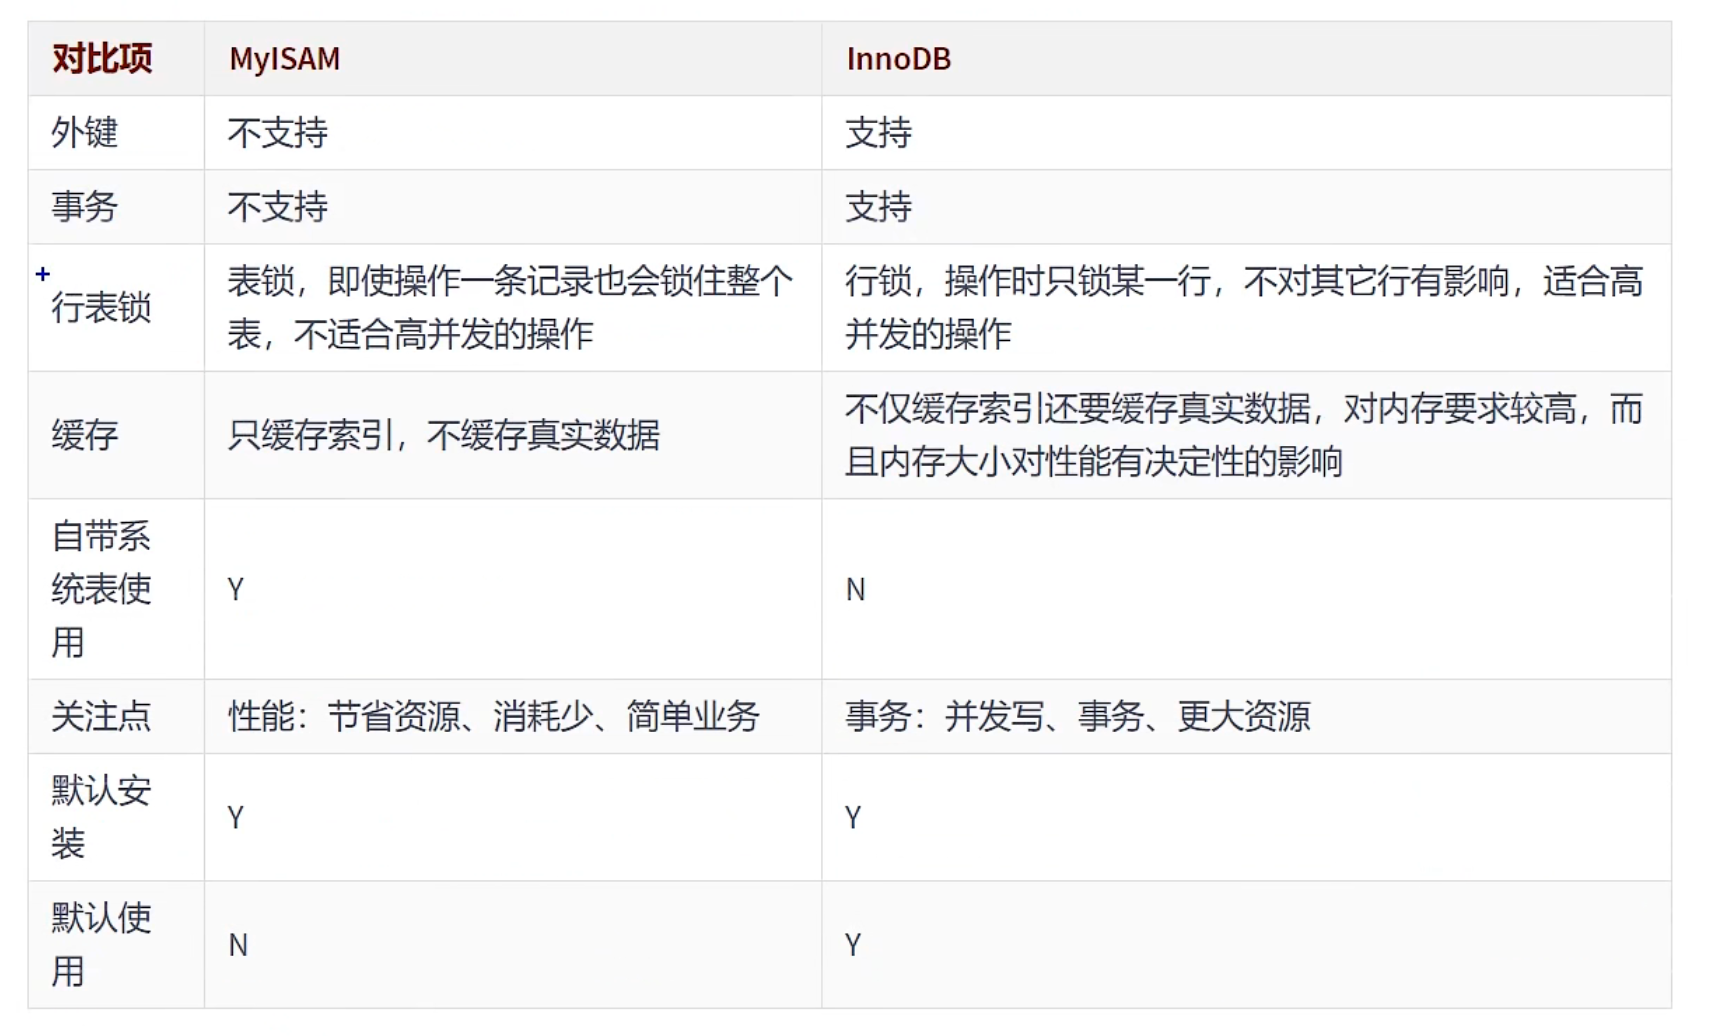 对比项 MyISAM InnoDB
外键 不支持 支持
事务 不支持 支持
+
行表锁
表锁，即使操作一条记录也会锁住整个
表，不适合高并发的操作
行锁，操作时只锁某一行，不对其它行有影响，适合高
并发的操作
缓存
只缓存索引，不缓存真实数据
不仅缓存索引还要缓存真实数据，对内存要求较高，而
且内存大小对性能有决定性的影响
自带系
统表使
用
Y
N
关注点 性能：节省资源、消耗少、简单业务 事务：并发写、事务、更大资源
默认安
装
Y
Y
默认使
用
N
Y